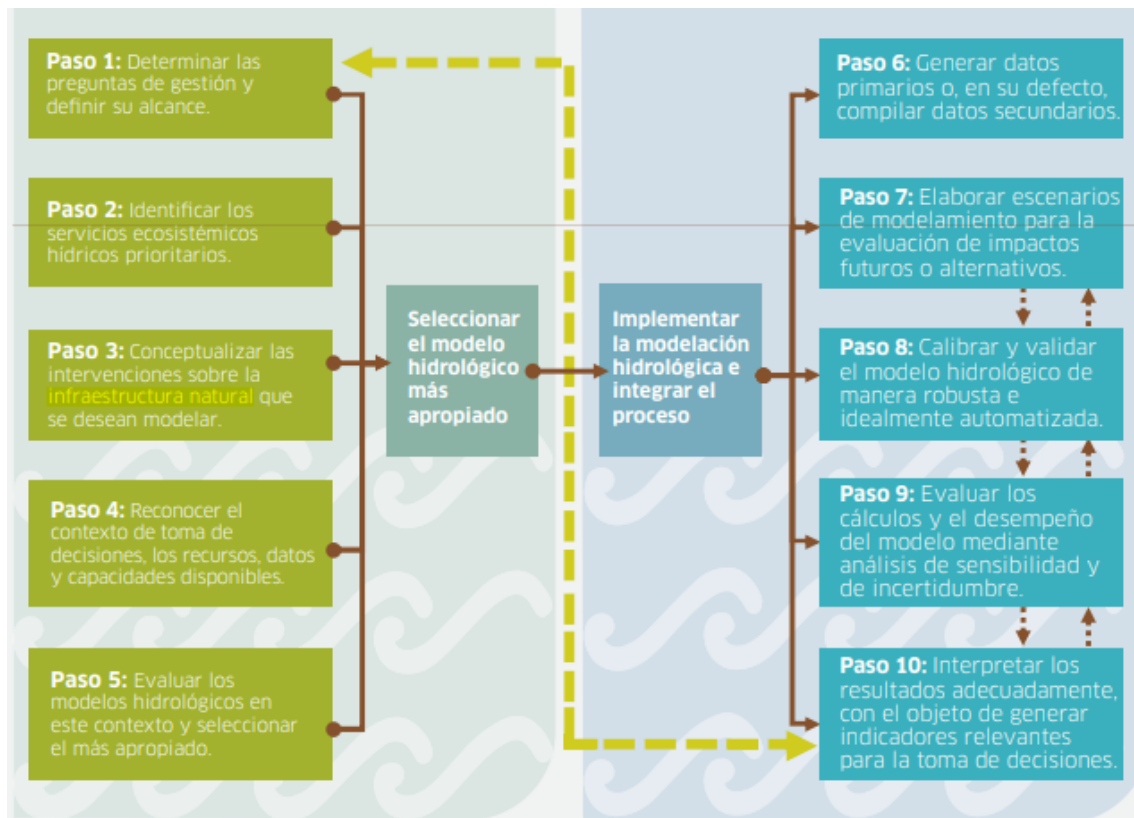 Paso 1: Determinar las
preguntas de gestión y
definir su alcance.
Paso 2: Identificar los
servicios ecosistémicos
hídricos prioritarios.
Paso 3: Conceptualizar las
intervenciones sobre la
infraestructura natural que
se desean modelar.
Paso 4: Reconocer el
contexto de toma de
decisiones, los recursos, datos
y capacidades disponibles.
Paso 5: Evaluar los
modelos hidrológicos en
este contexto y seleccionar
el más apropiado.
Seleccionar
el modelo
hidrológico
más
apropiado
Implementar
la modelación
hidrológica e
integrar el
proceso
Paso 6: Generar datos
primarios o, en su defecto,
compilar datos secundarios.
Paso 7: Elaborar escenarios
de modelamiento para la
evaluación de impactos
futuros o alternativos.
Paso 8: Calibrar y validar
el modelo hidrológico de
manera robusta e
idealmente automatizada.
Paso 9: Evaluar los
cálculos y el desempeño
del modelo mediante
análisis de sensibilidad y
de incertidumbre.
Paso 10: Interpretar los
resultados adecuadamente,
con el objeto de generar
indicadores relevantes
para la toma de decisiones.